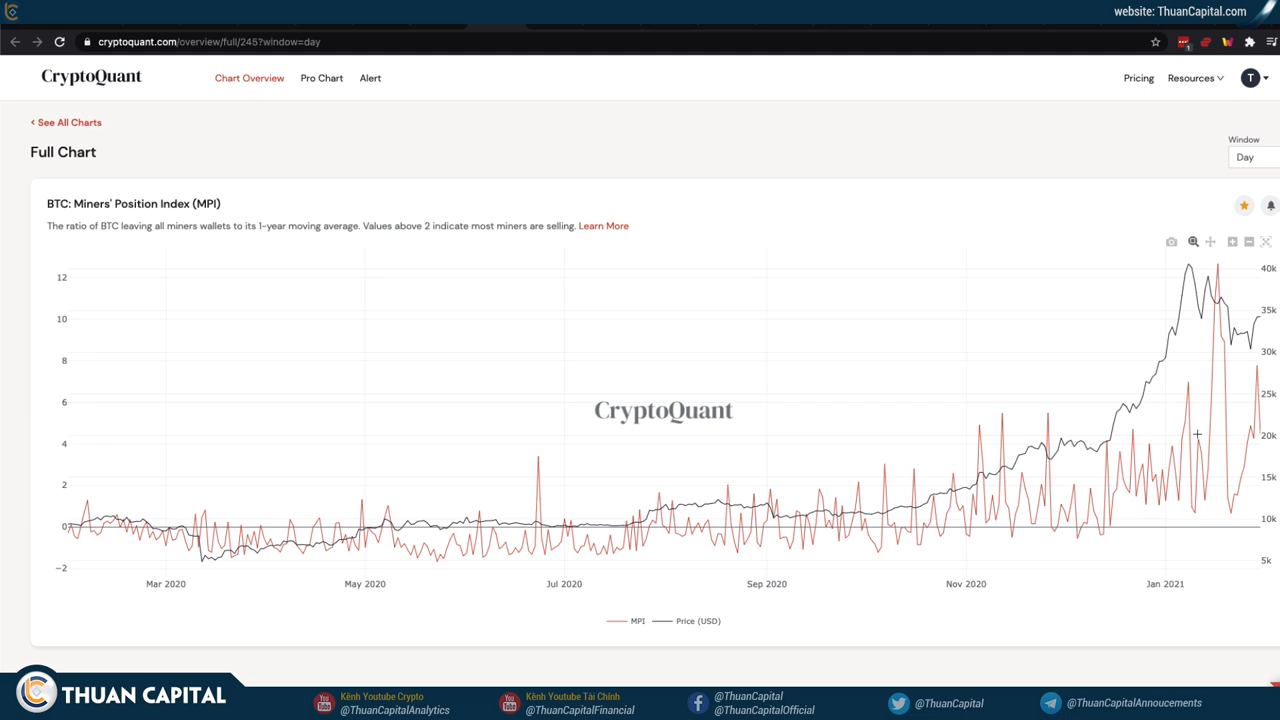 website: ThuanCapital.com
cryptoquant.com/overview/full/245?window=day
CryptoQuant
Chart Overview
Pro Chart
Alert
Pricing
Resources
T
< See All Charts
Full Chart
Window
Day
BTC: Miners' Position Index (MPI)
The ratio of BTC leaving all miners wallets to its 1-year moving average. Values above 2 indicate most miners are selling. Learn More
12
10
8
6
4
2
0
−2
40k
35k
30k
25k
20k
15k
10k
5k
CryptoQuant
Mar 2020
May 2020
Jul 2020
Sep 2020
Nov 2020
Jan 2021
MPI
Price (USD)
THUAN CAPITAL
Kênh Youtube Crypto
@ThuanCapitalAnalytics
Kênh Youtube Tài Chính
@ThuanCapitalFinancial
@ThuanCapital
@ThuanCapitalOfficial
@ThuanCapital
@ThuanCapitalAnnoucements